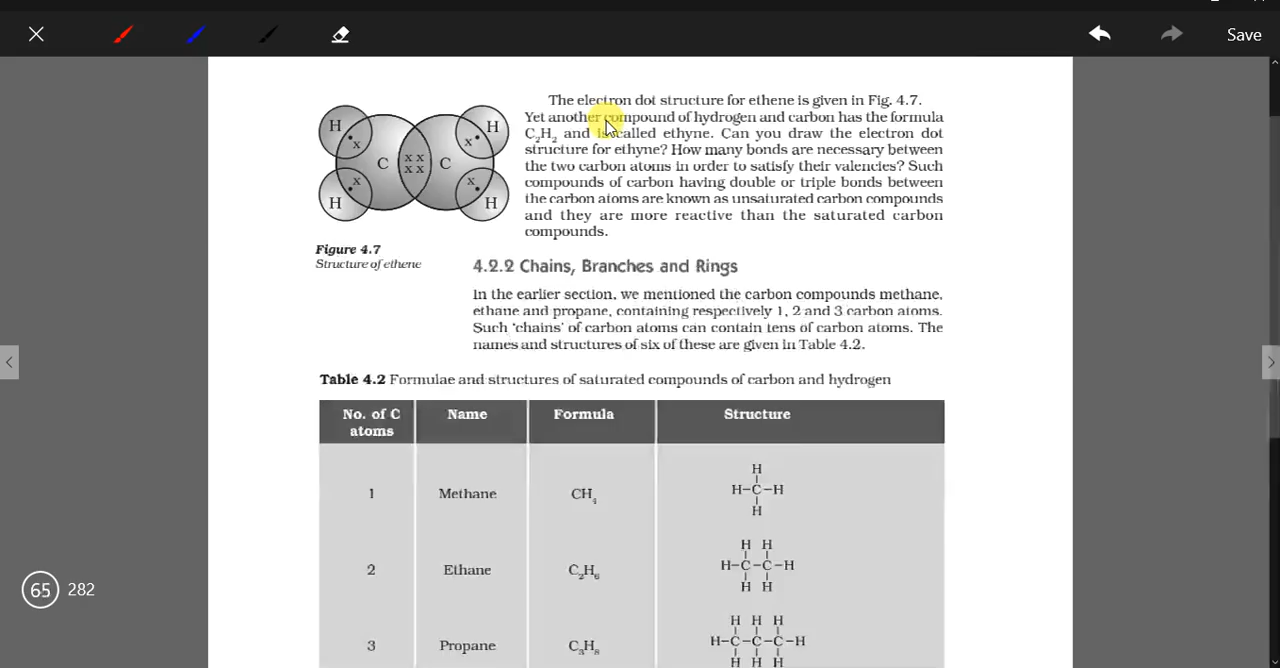 Save
The electron dot structure for ethene is given in Fig. 4.7.
Yet another compound of hydrogen and carbon has the formula
C₂H₂ and is called ethyne. Can you draw the electron dot
structure for ethyne? How many bonds are necessary between
the two carbon atoms in order to satisfy their valencies? Such
compounds of carbon having double or triple bonds between
the carbon atoms are known as unsaturated carbon compounds
and they are more reactive than the saturated carbon
compounds.
H H
x x
C xx C
xx
x x
H H
Figure 4.7
Structure of ethene
4.2.2 Chains, Branches and Rings
In the earlier section, we mentioned the carbon compounds methane,
ethane and propane, containing respectively 1, 2 and 3 carbon atoms.
Such ‘chains’ of carbon atoms can contain tens of carbon atoms. The
names and structures of six of these are given in Table 4.2.
Table 4.2 Formulae and structures of saturated compounds of carbon and hydrogen
No. of C atoms Name Formula Structure
H
1 Methane CH₄ H-C-H
H
H H
2 Ethane C₂H₆ H-C-C-H
H H
H H H
3 Propane C₃H₈ H-C-C-C-H
H H H
65 282